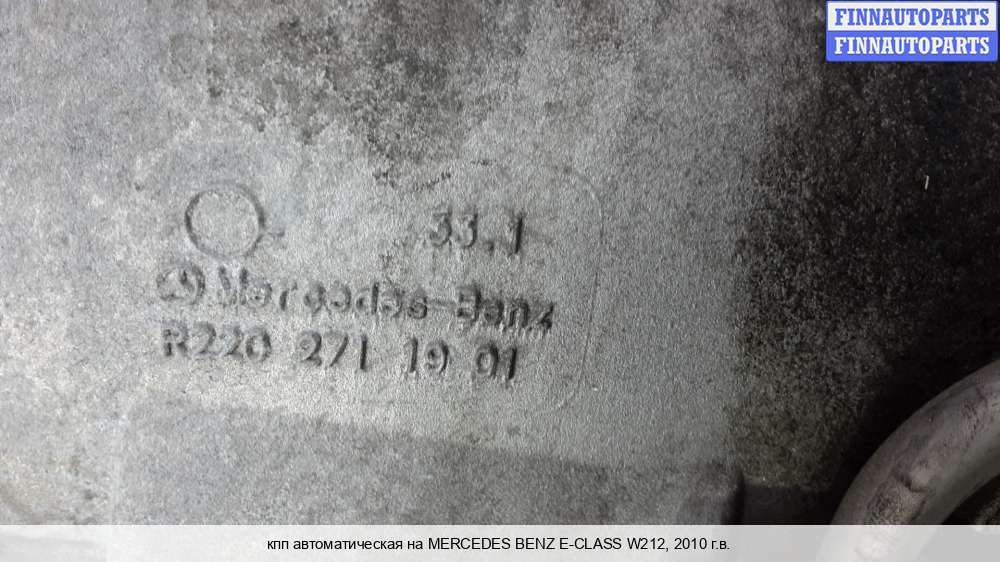 FINNAUTOPARTS
FINNAUTOPARTS
33.1
Mercedes-Benz
R220 271 19 01
кпп автоматическая на MERCEDES BENZ E-CLASS W212, 2010 г.в.